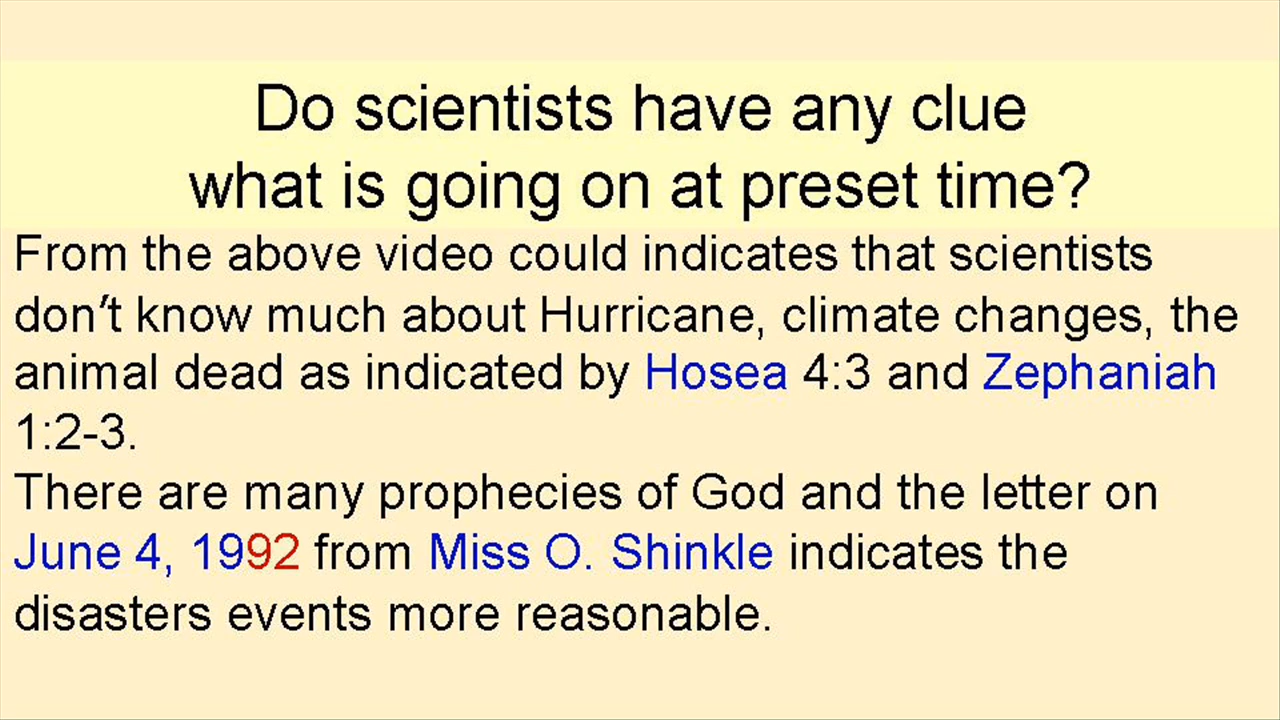 Do scientists have any clue
what is going on at preset time?
From the above video could indicates that scientists
don't know much about Hurricane, climate changes, the
animal dead as indicated by Hosea 4:3 and Zephaniah
1:2-3.
There are many prophecies of God and the letter on
June 4, 1992 from Miss O. Shinkle indicates the
disasters events more reasonable.